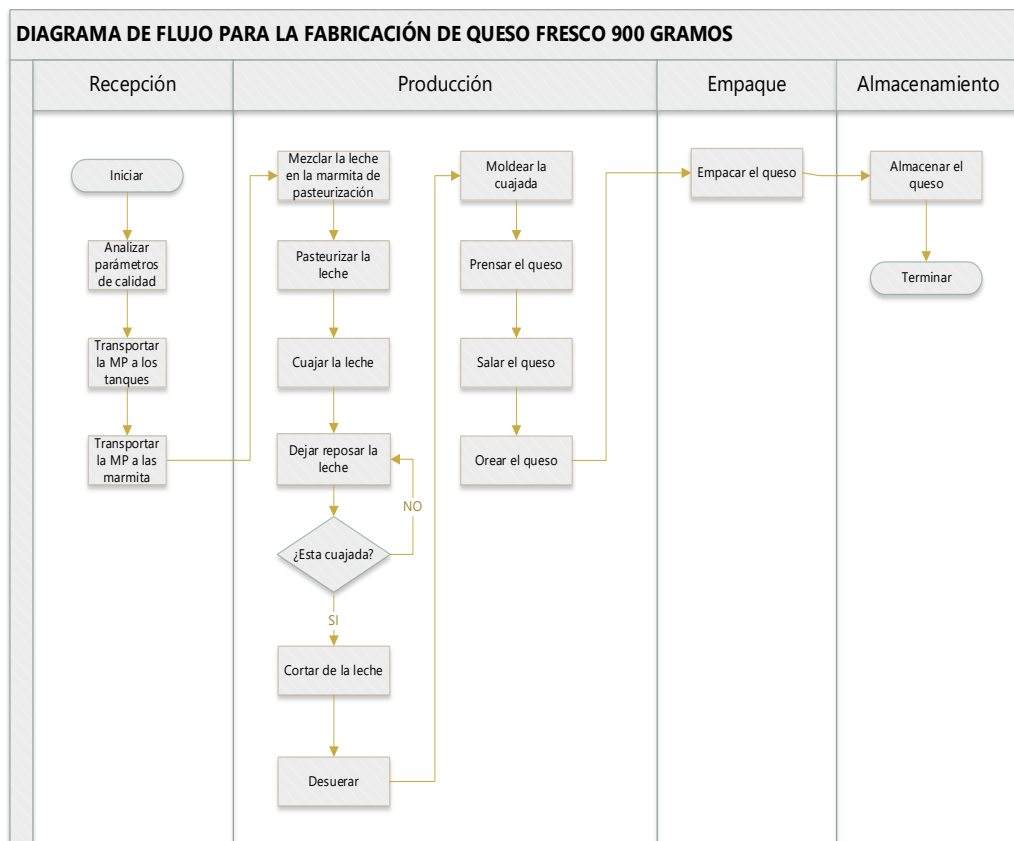 DIAGRAMA DE FLUJO PARA LA FABRICACIÓN DE QUESO FRESCO 900 GRAMOS
Recepción
Producción
Empaque
Almacenamiento
Iniciar
Analizar
parámetros
de calidad
Transportar
la MP a los
tanques
Transportar
la MP a las
marmita
Mezclar la leche
en la marmita de
pasteurización
Pasteurizar la
leche
Cuajar la leche
Dejar reposar la
leche
NO
¿Esta cuajada?
SI
Cortar de la leche
Desuerar
Moldear la
cuajada
Prensar el queso
Salar el queso
Orear el queso
Empacar el queso
Almacenar el
queso
Terminar